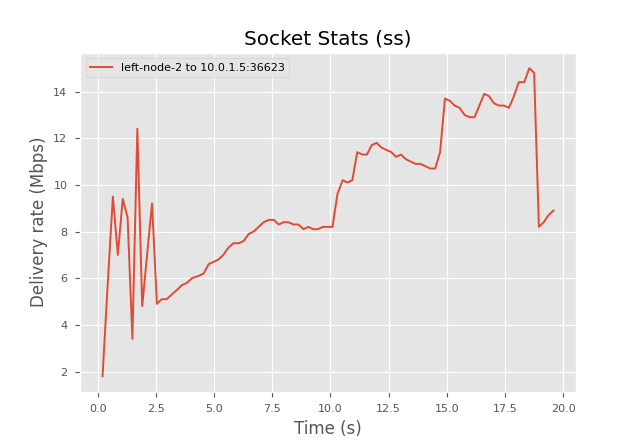 Socket Stats (ss)
left-node-2 to 10.0.1.5:36623
Delivery rate (Mbps)
14
12
10
8
6
4
2
0.0 2.5 5.0 7.5 10.0 12.5 15.0 17.5 20.0
Time (s)